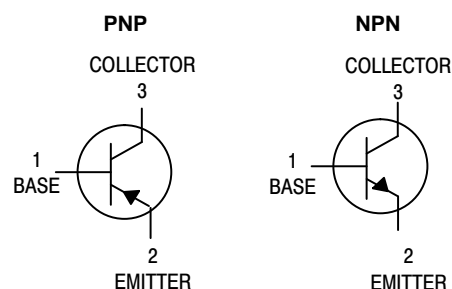 PNP
COLLECTOR
3
1
BASE
2
EMITTER
NPN
COLLECTOR
3
1
BASE
2
EMITTER